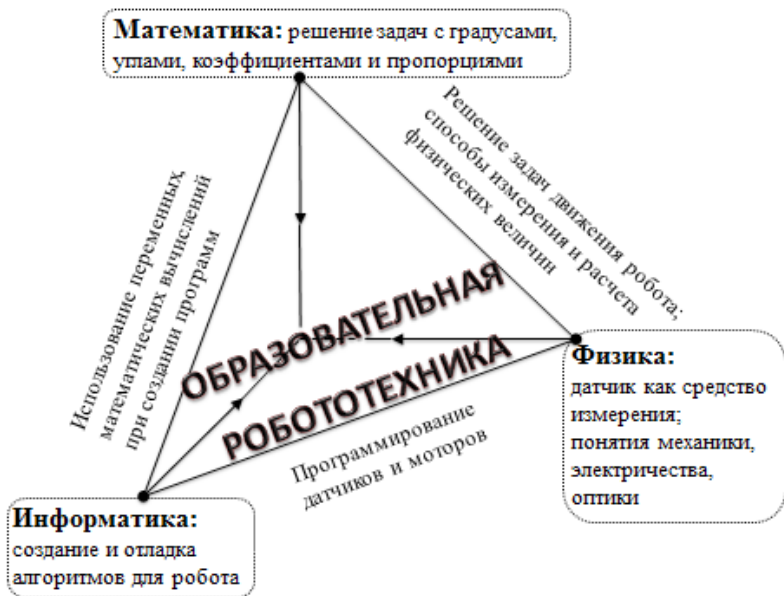 Математика: решение задач с градусами,
углами, коэффициентами и пропорциями
Решение задач движения робота;
способы измерения и расчета
физических величин
Использование переменных,
математических вычислений
при создании программ
ОБРАЗОВАТЕЛЬНАЯ
РОБОТОТЕХНИКА
Физика:
датчик как средство
измерения;
понятия механики,
электричества,
оптики
Программирование
датчиков и моторов
Информатика:
создание и отладка
алгоритмов для робота